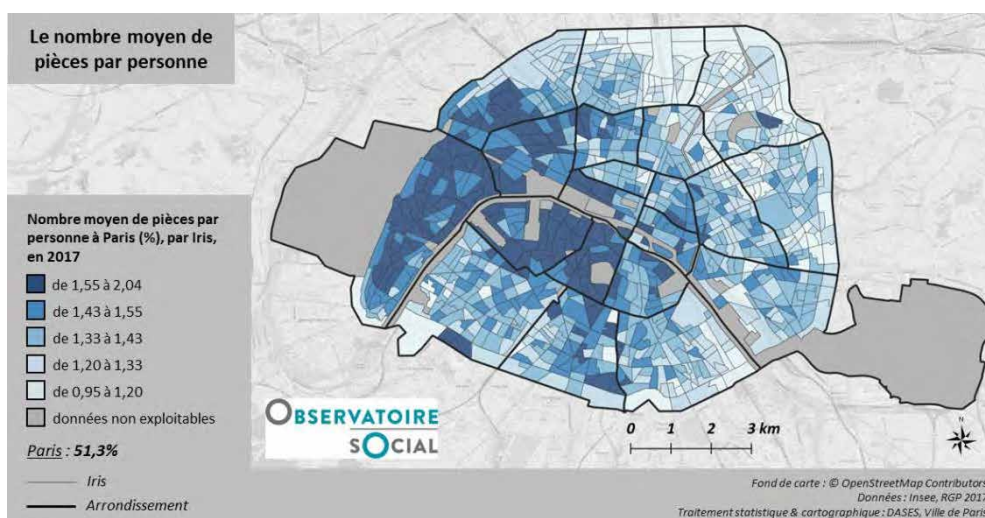 Le nombre moyen de
pièces par personne
Nombre moyen de pièces par
personne à Paris (%), par Iris,
en 2017
de 1,55 à 2,04
de 1,43 à 1,55
de 1,33 à 1,43
de 1,20 à 1,33
de 0,95 à 1,20
données non exploitables
Paris : 51,3%
Iris
Arrondissement
OBSERVATOIRE
SOCIAL
0 1 2 3 km
N
Fond de carte : © OpenStreetMap Contributors
Données : Insee, RGP 2017
Traitement statistique & cartographique : DASES, Ville de Paris